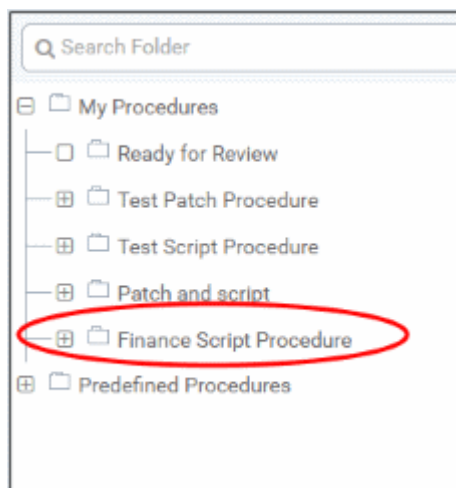 Search Folder
My Procedures
Ready for Review
Test Patch Procedure
Test Script Procedure
Patch and script
Finance Script Procedure
Predefined Procedures